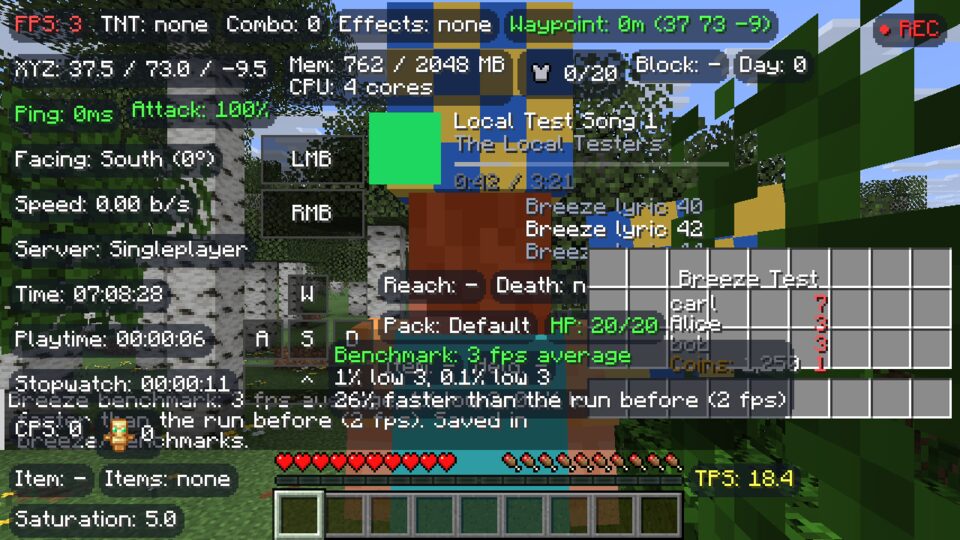 FPS: 3
TNT: none
Combo: 0
Effects: none
Waypoint: 0m (37 73 -9)
REC
XYZ: 37.5 / 73.0 / -9.5
Mem: 762 / 2048 MB
CPU: 4 cores
0/20
Block: -
Day: 0
Ping: 0ms
Attack: 100%
Local Test Song 1
The Local Testers
0:42 / 3:21
Facing: South (0°)
LMB
Speed: 0.00 b/s
RMB
Breeze lyric 40
Breeze lyric 42
Breeze lyric
Server: Singleplayer
Reach: -
Death: n
Breeze Test
Time: 07:08:28
W
carl 7
Alice 3
bob 3
Coins: 1,250 1
Playtime: 00:00:06
A
S
D
Pack: Default
HP: 20/20
Benchmark: 3 fps average
1% low 3, 0.1% low 3
26% faster than the run before (2 fps)
Stopwatch: 00:00:11
^
Breeze benchmark: 3 fps
than the run before (2 fps). Saved in
CPS: 0
0
Item: -
Items: none
TPS: 18.4
Saturation: 5.0